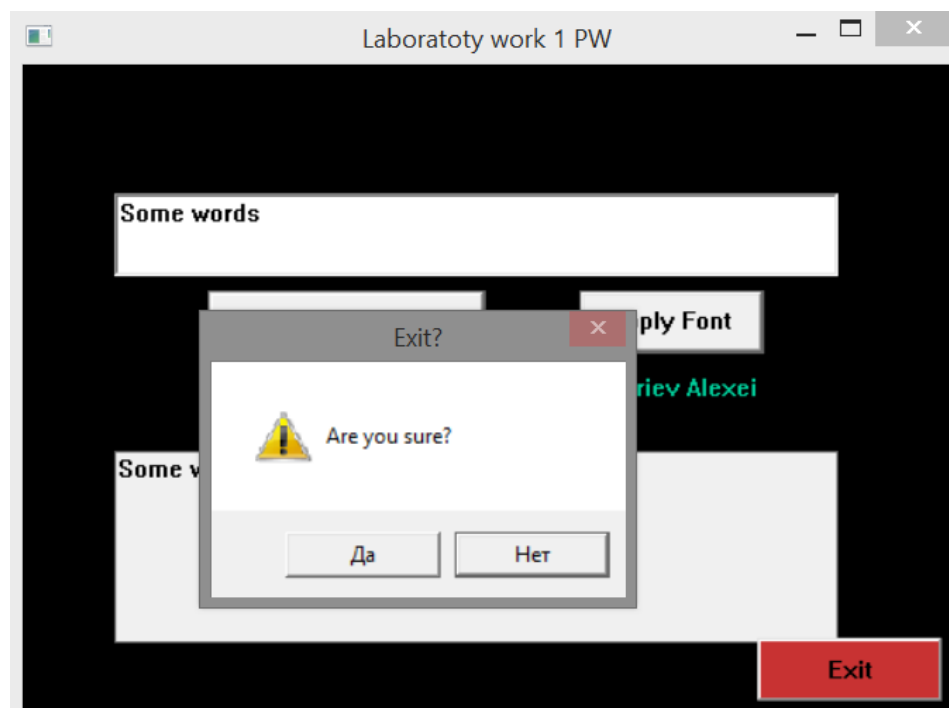 Laboratoty work 1 PW
Some words
ply Font
Exit?
riev Alexei
Are you sure?
Some
Да
Нет
Exit